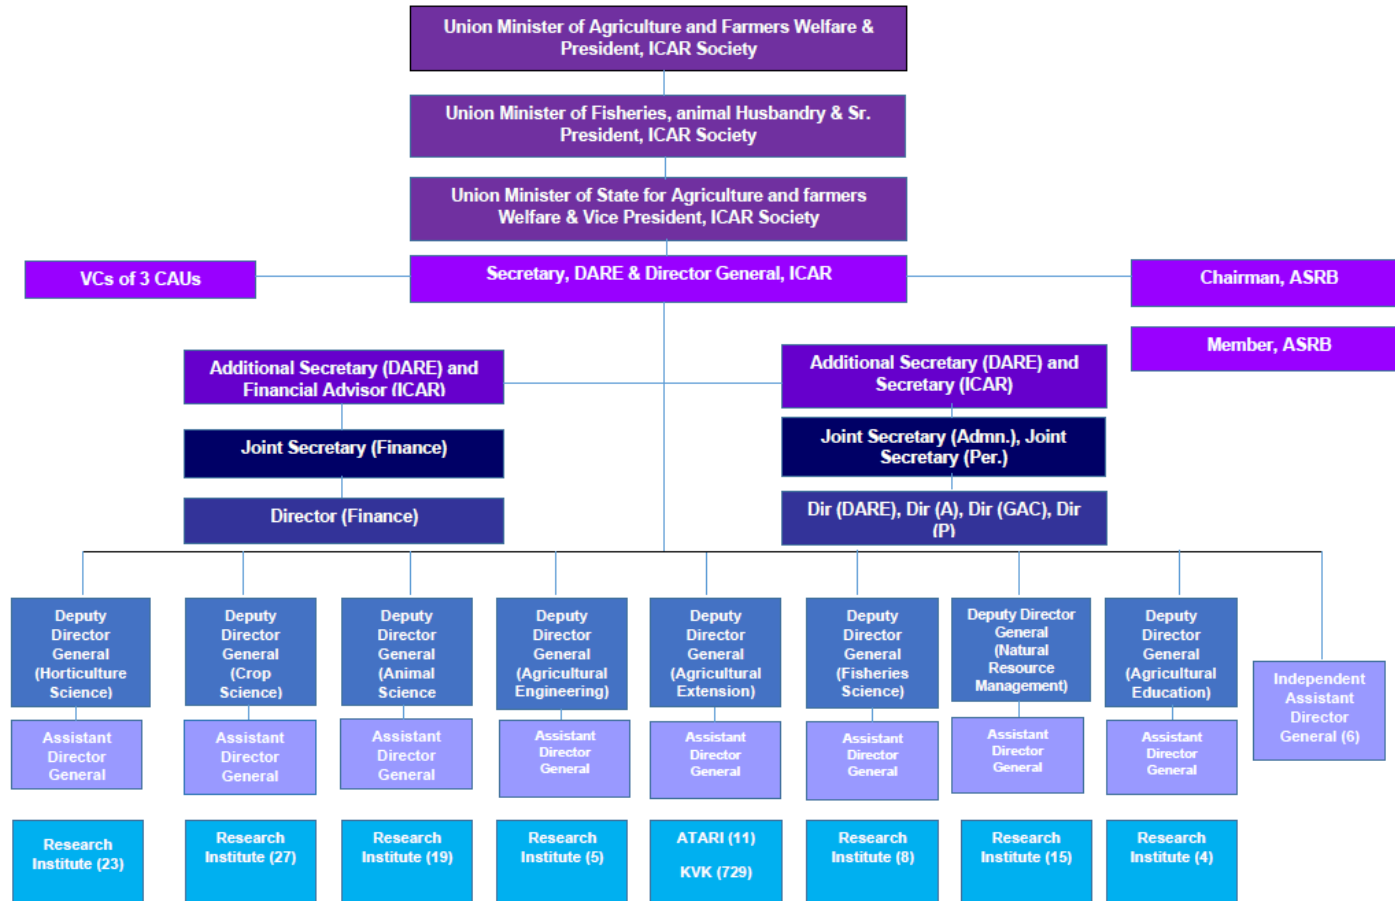 Union Minister of Agriculture and Farmers Welfare &
President, ICAR Society
Union Minister of Fisheries, animal Husbandry & Sr.
President, ICAR Society
Union Minister of State for Agriculture and farmers
Welfare & Vice President, ICAR Society
VCs of 3 CAUs
Secretary, DARE & Director General, ICAR
Chairman, ASRB
Member, ASRB
Additional Secretary (DARE) and
Financial Advisor (ICAR)
Additional Secretary (DARE) and
Secretary (ICAR)
Joint Secretary (Finance)
Joint Secretary (Admn.), Joint
Secretary (Per.)
Director (Finance)
Dir (DARE), Dir (A), Dir (GAC), Dir
(P)
Deputy
Director
General
(Horticulture
Science)
Deputy
Director
General
(Crop
Science)
Deputy
Director
General
(Animal
Science
Deputy
Director
General
(Agricultural
Engineering)
Deputy
Director
General
(Agricultural
Extension)
Deputy
Director
General
(Fisheries
Science)
Deputy Director
General
(Natural
Resource
Management)
Deputy
Director
General
(Agricultural
Education)
Independent
Assistant
Director
General (6)
Assistant
Director
General
Assistant
Director
General
Assistant
Director
General
Assistant
Director
General
Assistant
Director
General
Assistant
Director
General
Assistant
Director
General
Assistant
Director
General
Research
Institute (23)
Research
Institute (27)
Research
Institute (19)
Research
Institute (5)
ATARI (11)
KVK (729)
Research
Institute (8)
Research
Institute (15)
Research
Institute (4)